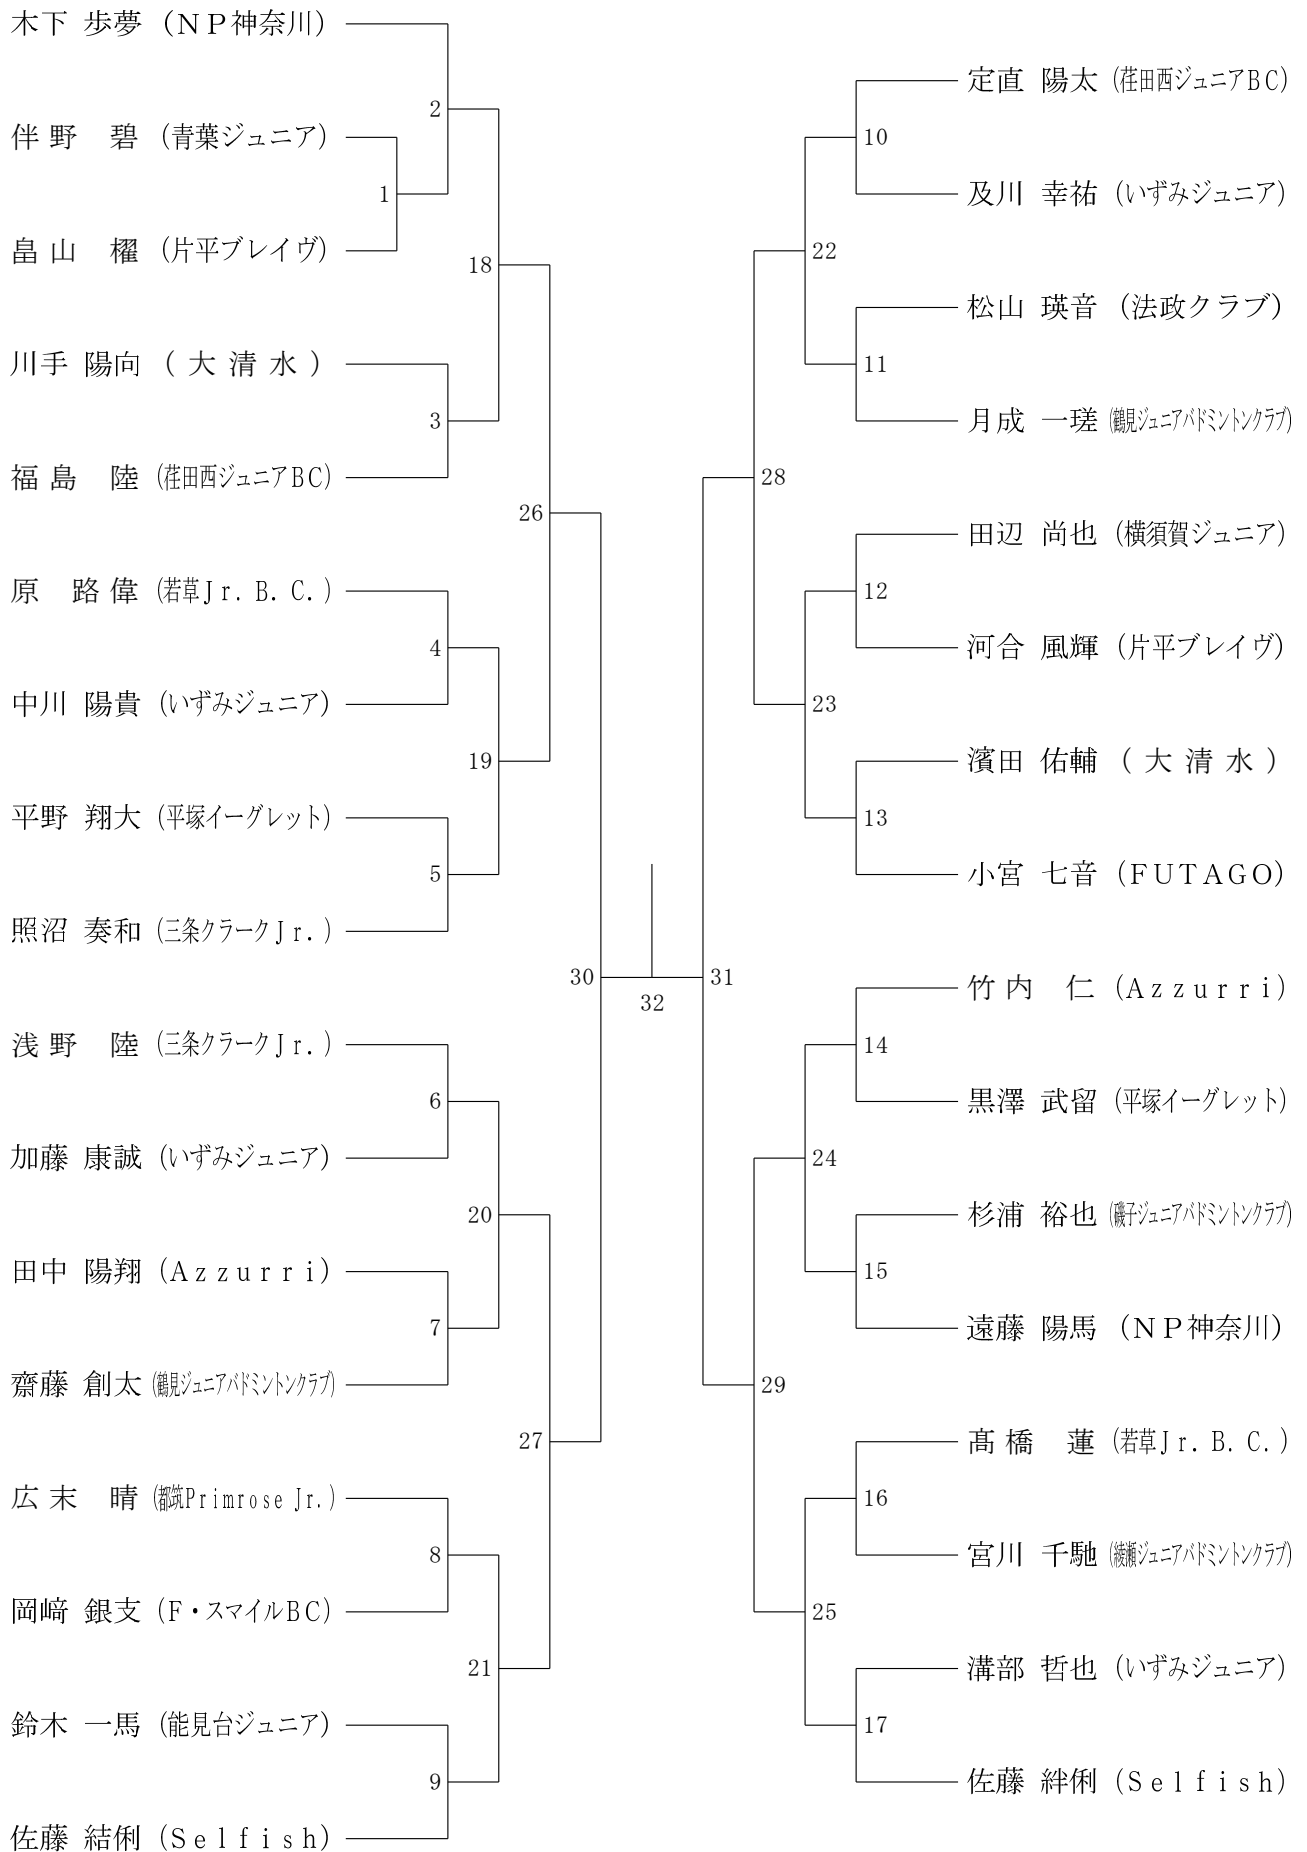 木下 歩夢 (ＮＰ神奈川)
2
伴野 碧 (青葉ジュニア)
1
畠山 櫂 (片平ブレイヴ)
18
川手 陽向 (大清水)
3
福島 陸 (荏田西ジュニアＢＣ)
26
原 路偉 (若草Ｊｒ．Ｂ．Ｃ．)
4
中川 陽貴 (いずみジュニア)
19
平野 翔大 (平塚イーグレット)
5
照沼 奏和 (三条クラークＪｒ．)
30
32
浅野 陸 (三条クラークＪｒ．)
6
加藤 康誠 (いずみジュニア)
20
田中 陽翔 (Ａｚｚｕｒｒｉ)
7
齋藤 創太 (鶴見ジュニアバドミントンクラブ)
27
広末 晴 (都筑Ｐｒｉｍｒｏｓｅ Ｊｒ．)
8
岡﨑 銀支 (Ｆ・スマイルＢＣ)
21
鈴木 一馬 (能見台ジュニア)
9
佐藤 結俐 (Ｓｅｌｆｉｓｈ)
定直 陽太 (荏田西ジュニアＢＣ)
10
及川 幸祐 (いずみジュニア)
22
松山 瑛音 (法政クラブ)
11
月成 一瑳 (鶴見ジュニアバドミントンクラブ)
28
田辺 尚也 (横須賀ジュニア)
12
河合 風輝 (片平ブレイヴ)
23
濱田 佑輔 (大清水)
13
小宮 七音 (ＦＵＴＡＧＯ)
31
竹内 仁 (Ａｚｚｕｒｒｉ)
14
黒澤 武留 (平塚イーグレット)
24
杉浦 裕也 (磯子ジュニアバドミントンクラブ)
15
遠藤 陽馬 (ＮＰ神奈川)
29
髙橋 蓮 (若草Ｊｒ．Ｂ．Ｃ．)
16
宮川 千馳 (綾瀬ジュニアバドミントンクラブ)
25
溝部 哲也 (いずみジュニア)
17
佐藤 絆俐 (Ｓｅｌｆｉｓｈ)